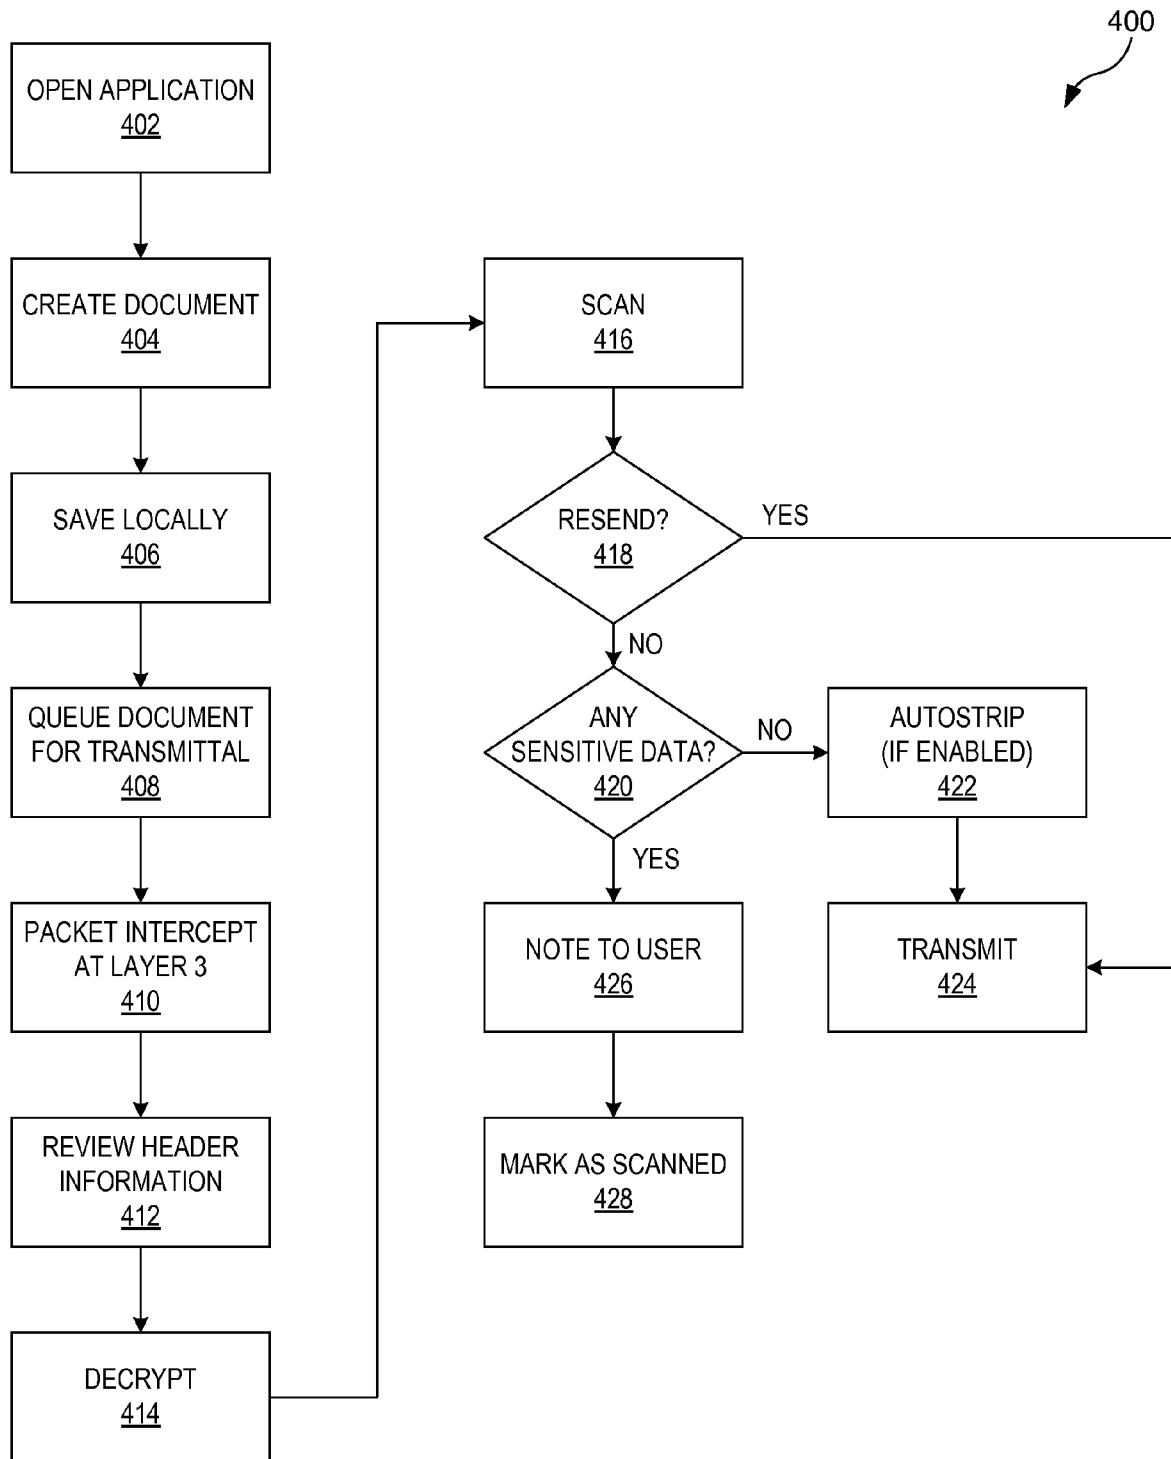 400
OPEN APPLICATION
402
CREATE DOCUMENT
404
SAVE LOCALLY
406
QUEUE DOCUMENT
FOR TRANSMITTAL
408
PACKET INTERCEPT
AT LAYER 3
410
REVIEW HEADER
INFORMATION
412
DECRYPT
414
SCAN
416
RESEND?
418
YES
NO
ANY
SENSITIVE DATA?
420
NO
YES
AUTOSTRIP
(IF ENABLED)
422
TRANSMIT
424
NOTE TO USER
426
MARK AS SCANNED
428